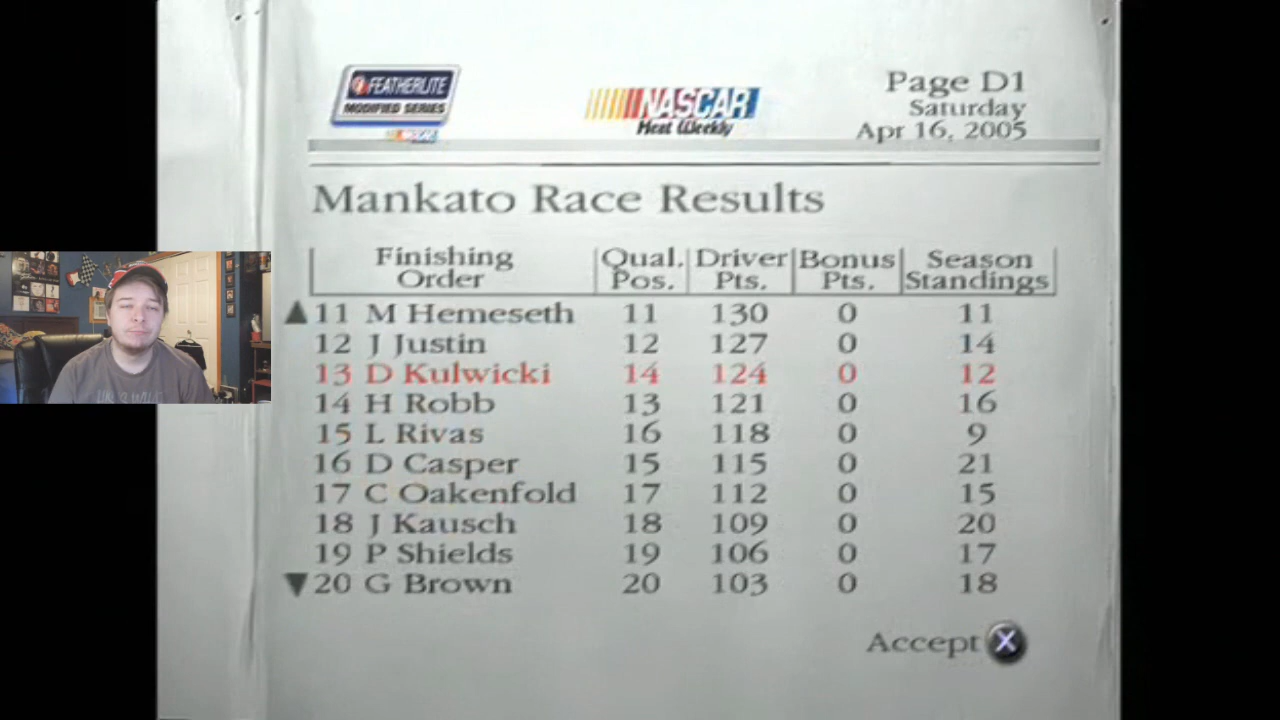 FEATHERLITE
MODIFIED SERIES
NASCAR
NASCAR
Heat Weekly
Page D1
Saturday
Apr 16, 2005
Mankato Race Results
Finishing Order Qual. Pos. Driver Pts. Bonus Pts. Season Standings
11 M Hemeseth 11 130 0 11
12 J Justin 12 127 0 14
13 D Kulwicki 14 124 0 12
14 H Robb 13 121 0 16
15 L Rivas 16 118 0 9
16 D Casper 15 115 0 21
17 C Oakenfold 17 112 0 15
18 J Kausch 18 109 0 20
19 P Shields 19 106 0 17
20 G Brown 20 103 0 18
Accept X